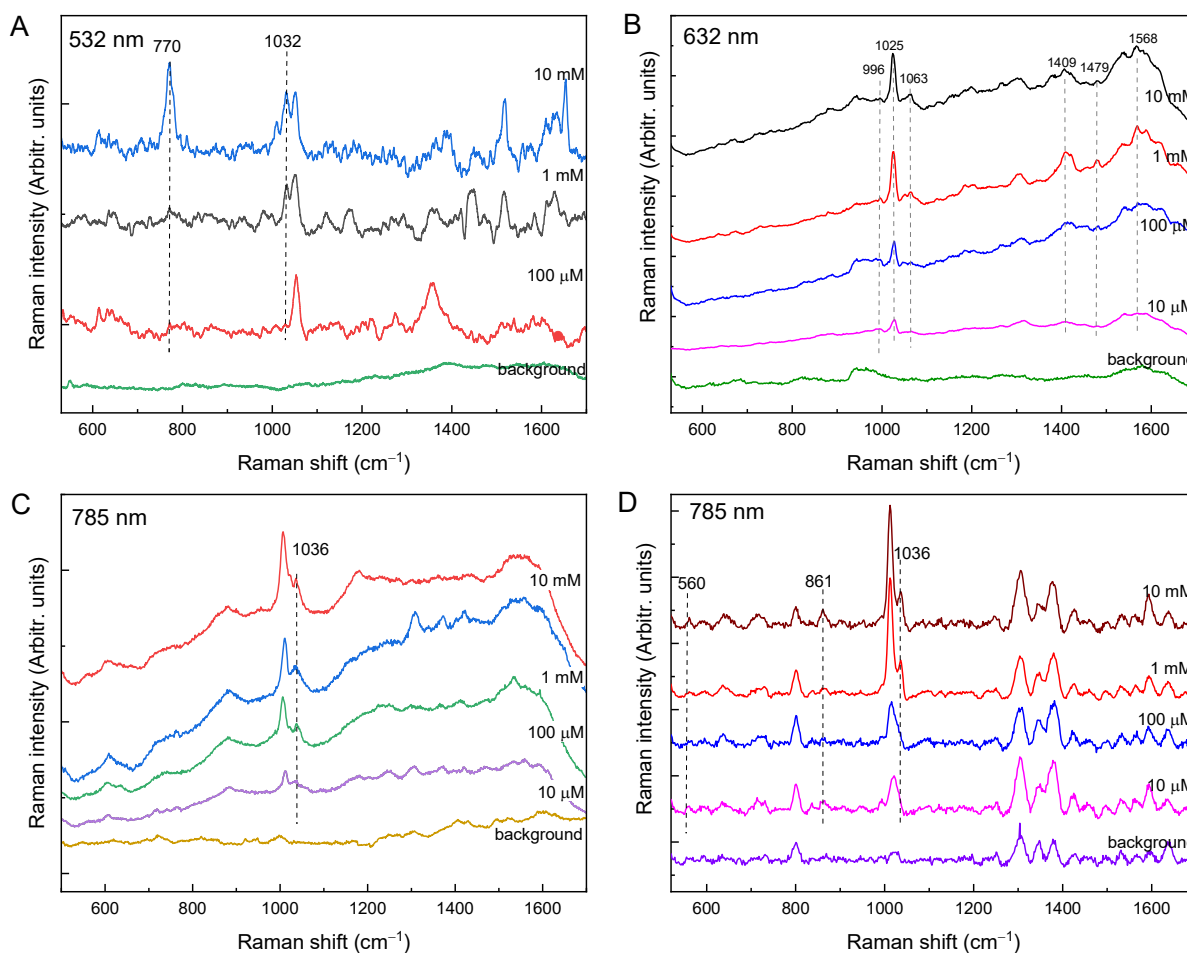 A
532 nm
770
1032
10 mM
1 mM
100 μM
background
Raman intensity (Arbitr. units)
600 800 1000 1200 1400 1600
Raman shift (cm⁻¹)
B
632 nm
996
1025
1063
1409
1479
1568
10 mM
1 mM
100 μM
10 μM
background
Raman intensity (Arbitr. units)
600 800 1000 1200 1400 1600
Raman shift (cm⁻¹)
C
785 nm
1036
10 mM
1 mM
100 μM
10 μM
background
Raman intensity (Arbitr. units)
600 800 1000 1200 1400 1600
Raman shift (cm⁻¹)
D
785 nm
560
861
1036
10 mM
1 mM
100 μM
10 μM
background
Raman intensity (Arbitr. units)
600 800 1000 1200 1400 1600
Raman shift (cm⁻¹)